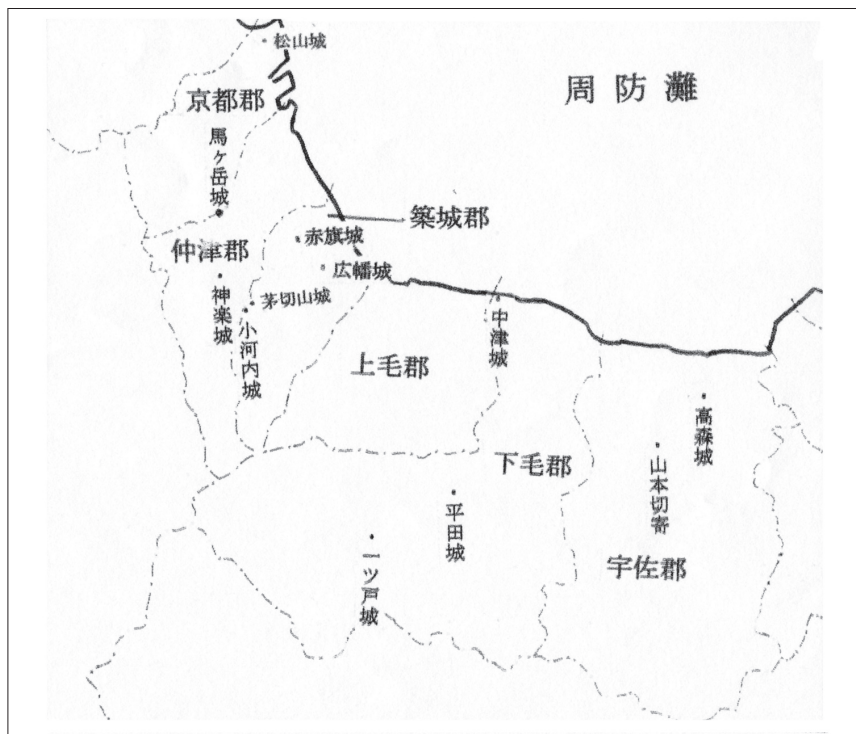 松山城
周防灘
京都郡
馬ヶ岳城
築城郡
赤旗城
仲津郡
広幡城
神楽城
茅切山城
小河内城
中津城
上毛郡
高森城
下毛郡
山本切寄
平田城
一ツ戸城
宇佐郡